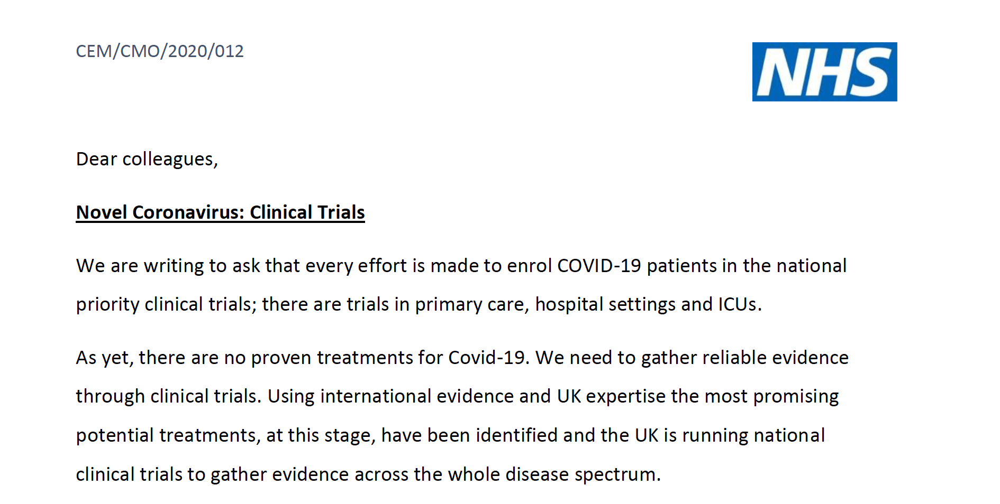 CEM/CMO/2020/012
NHS
Dear colleagues,
Novel Coronavirus: Clinical Trials
We are writing to ask that every effort is made to enrol COVID-19 patients in the national
priority clinical trials; there are trials in primary care, hospital settings and ICUs.
As yet, there are no proven treatments for Covid-19. We need to gather reliable evidence
through clinical trials. Using international evidence and UK expertise the most promising
potential treatments, at this stage, have been identified and the UK is running national
clinical trials to gather evidence across the whole disease spectrum.